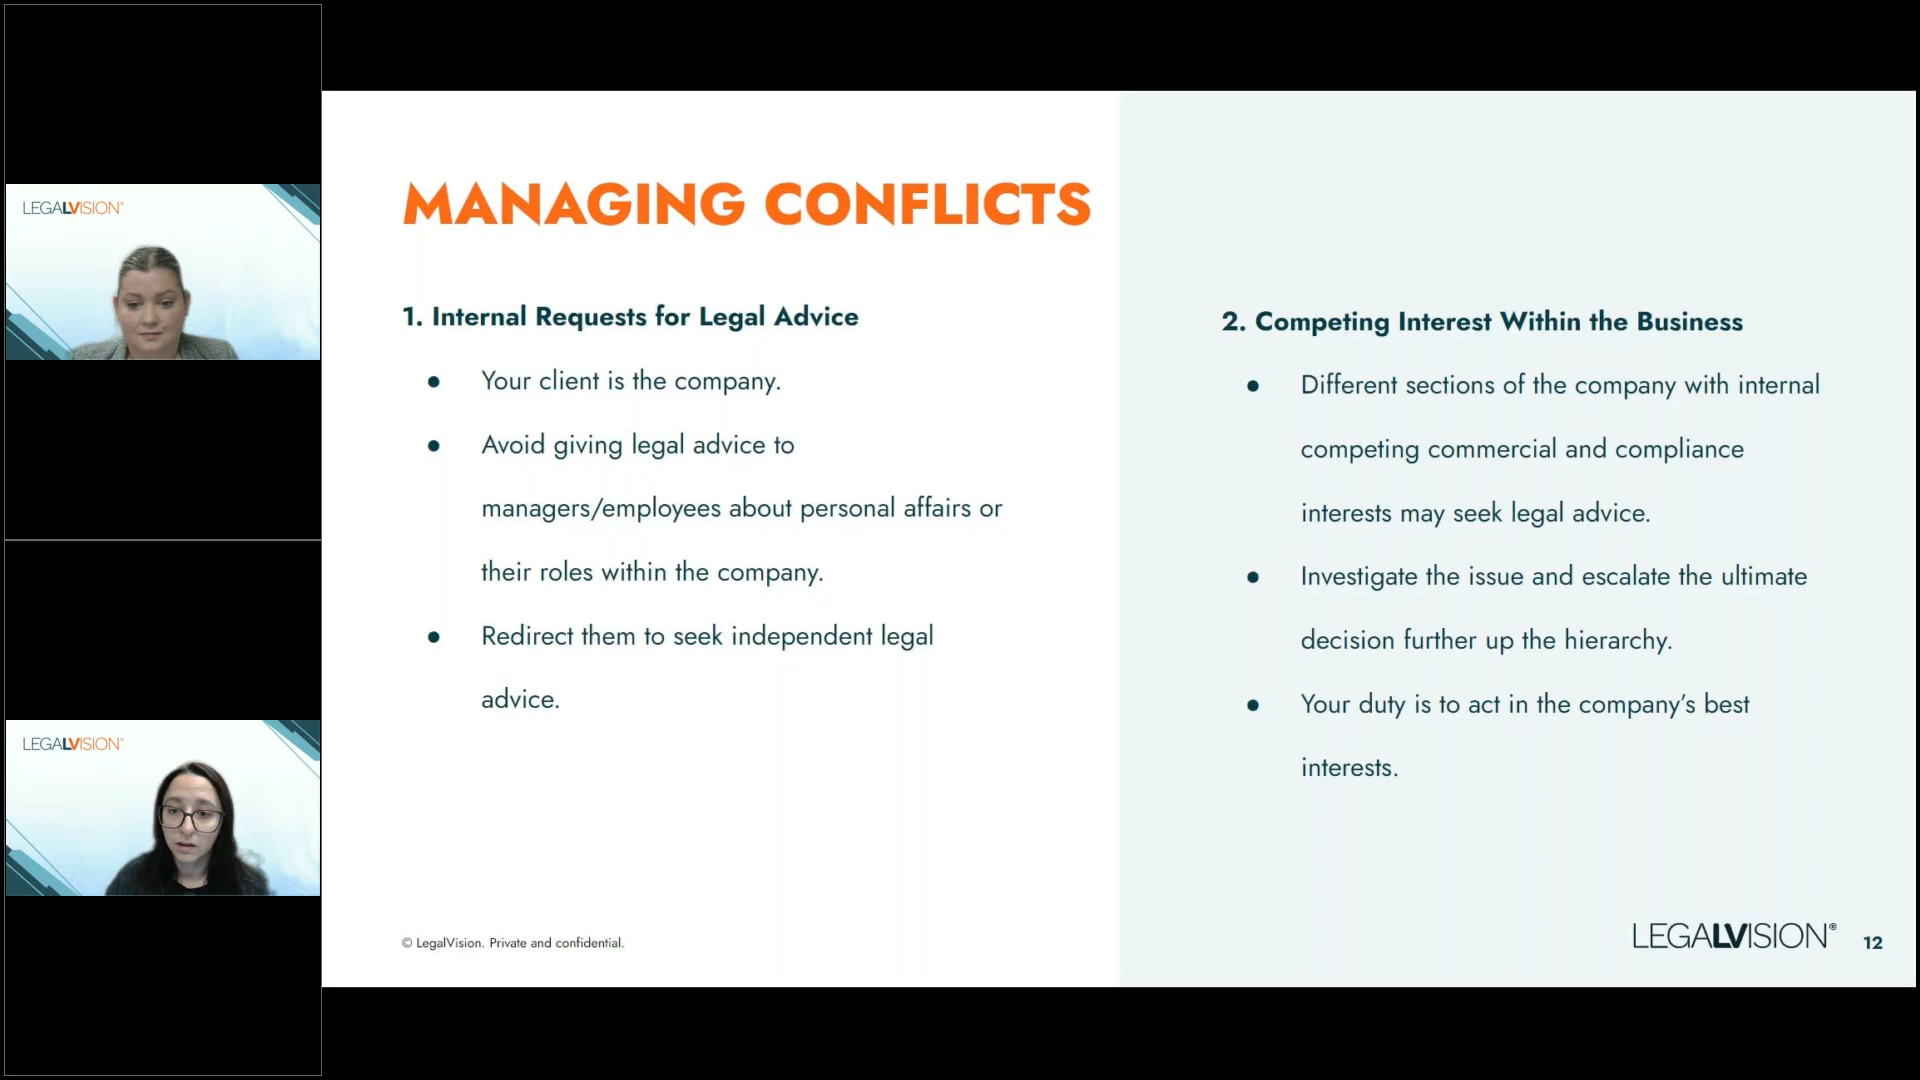 LEGALVISION®
LEGALVISION®
MANAGING CONFLICTS
1. Internal Requests for Legal Advice
● Your client is the company.
● Avoid giving legal advice to
managers/employees about personal affairs or
their roles within the company.
● Redirect them to seek independent legal
advice.
2. Competing Interest Within the Business
● Different sections of the company with internal
competing commercial and compliance
interests may seek legal advice.
● Investigate the issue and escalate the ultimate
decision further up the hierarchy.
● Your duty is to act in the company’s best
interests.
© LegalVision. Private and confidential.
LEGALVISION®
12